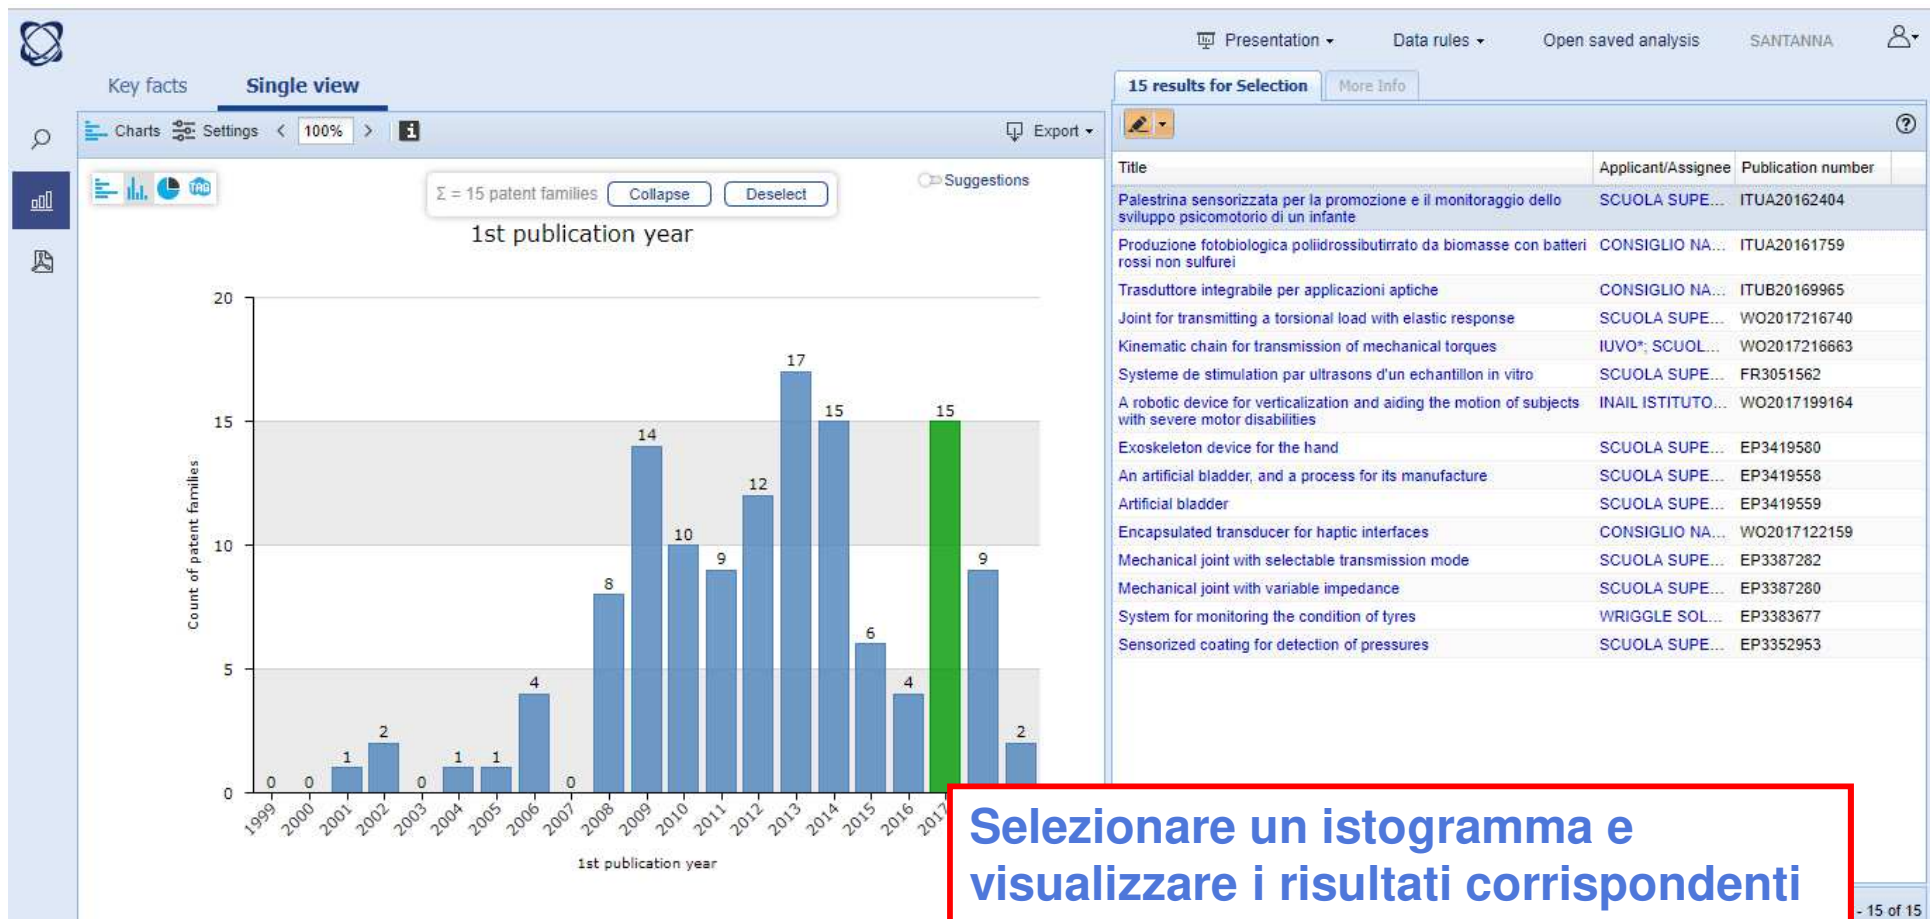 Presentation
Data rules
Open saved analysis
SANTANNA
Key facts
Single view
15 results for Selection
More Info
Charts
Settings
< 100% >
i
Export
?
TAG
Σ = 15 patent families
Collapse
Deselect
Suggestions
1st publication year
20
15
10
5
0
Count of patent families
0
0
1
2
0
1
1
4
0
8
14
10
9
12
17
15
6
4
15
9
2
1999
2000
2001
2002
2003
2004
2005
2006
2007
2008
2009
2010
2011
2012
2013
2014
2015
2016
2017
1st publication year
Title Applicant/Assignee Publication number
Palestrina sensorizzata per la promozione e il monitoraggio dello SCUOLA SUPE... ITUA20162404
sviluppo psicomotorio di un infante
Produzione fotobiologica poliidrossibutirrato da biomasse con batteri CONSIGLIO NA... ITUA20161759
rossi non sulfurei
Trasduttore integrabile per applicazioni aptiche CONSIGLIO NA... ITUB20169965
Joint for transmitting a torsional load with elastic response SCUOLA SUPE... WO2017216740
Kinematic chain for transmission of mechanical torques IUVO*; SCUOL... WO2017216663
Systeme de stimulation par ultrasons d'un echantillon in vitro SCUOLA SUPE... FR3051562
A robotic device for verticalization and aiding the motion of subjects INAIL ISTITUTO... WO2017199164
with severe motor disabilities
Exoskeleton device for the hand SCUOLA SUPE... EP3419580
An artificial bladder, and a process for its manufacture SCUOLA SUPE... EP3419558
Artificial bladder SCUOLA SUPE... EP3419559
Encapsulated transducer for haptic interfaces CONSIGLIO NA... WO2017122159
Mechanical joint with selectable transmission mode SCUOLA SUPE... EP3387282
Mechanical joint with variable impedance SCUOLA SUPE... EP3387280
System for monitoring the condition of tyres WRIGGLE SOL... EP3383677
Sensorized coating for detection of pressures SCUOLA SUPE... EP3352953
Selezionare un istogramma e
visualizzare i risultati corrispondenti
- 15 of 15